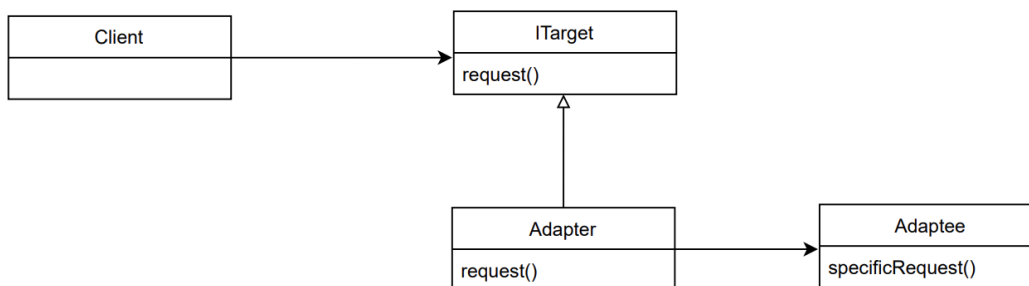 Client
ITarget
request()
Adapter
request()
Adaptee
specificRequest()